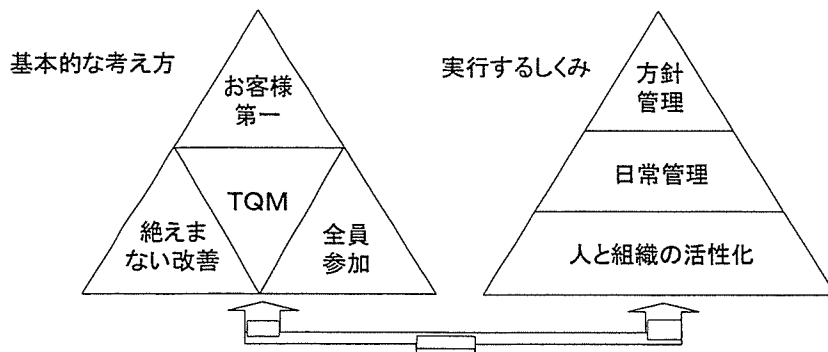 基本的な考え方
お客様
第一
TQM
絶えま
ない改善
全員
参加
実行するしくみ
方針
管理
日常管理
人と組織の活性化